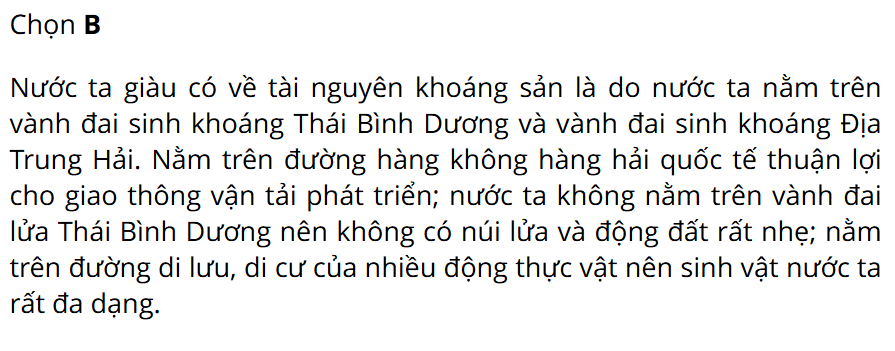 Chọn B
Nước ta giàu có về tài nguyên khoáng sản là do nước ta nằm trên
vành đai sinh khoáng Thái Bình Dương và vành đai sinh khoáng Địa
Trung Hải. Nằm trên đường hàng không hàng hải quốc tế thuận lợi
cho giao thông vận tải phát triển; nước ta không nằm trên vành đai
lửa Thái Bình Dương nên không có núi lửa và động đất rất nhẹ; nằm
trên đường di lưu, di cư của nhiều động thực vật nên sinh vật nước ta
rất đa dạng.